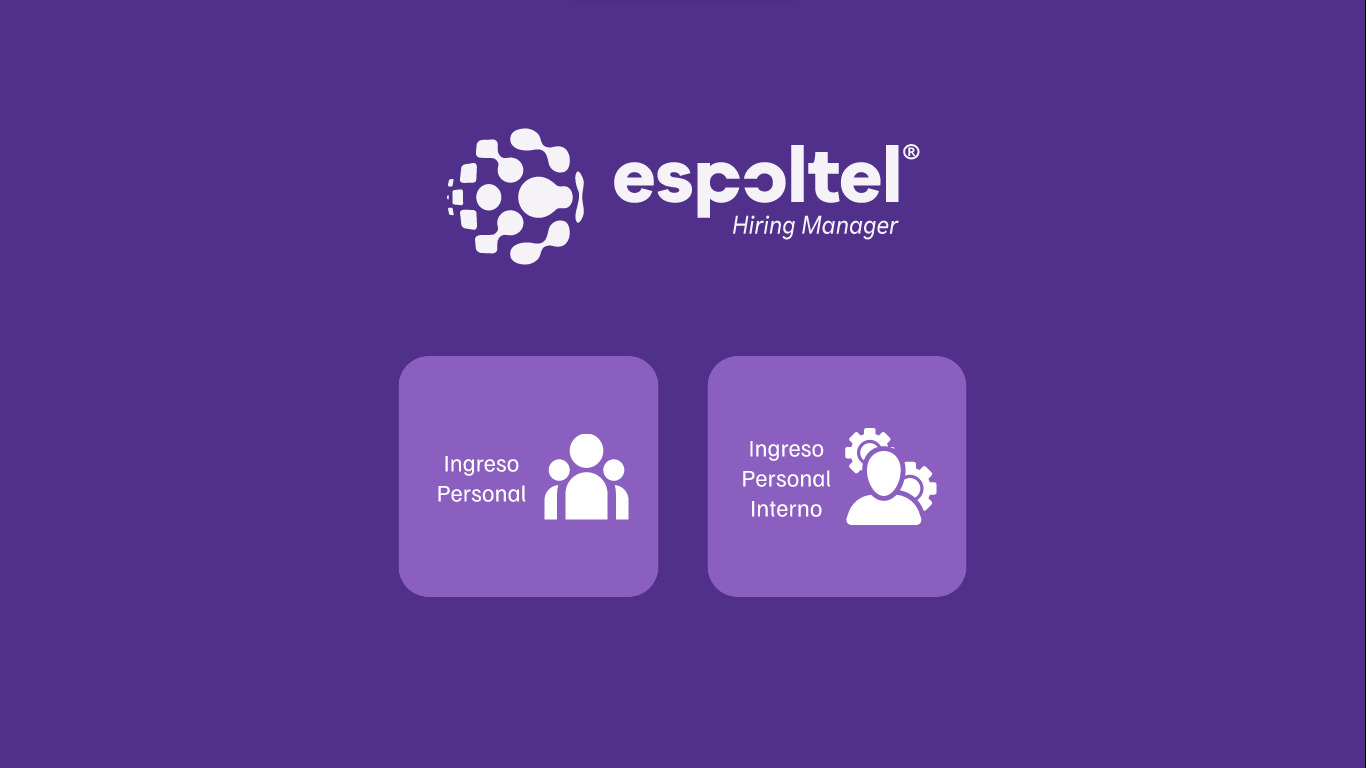 espoltel®
Hiring Manager
Ingreso
Personal
Ingreso
Personal
Interno